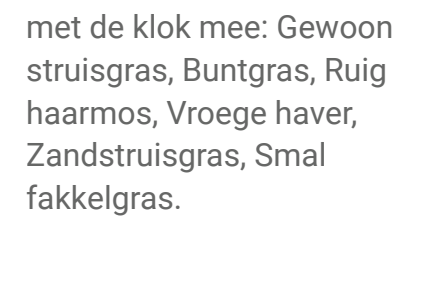 met de klok mee: Gewoon
struisgras, Buntgras, Ruig
haarmos, Vroege haver,
Zandstruisgras, Smal
fakkelgras.